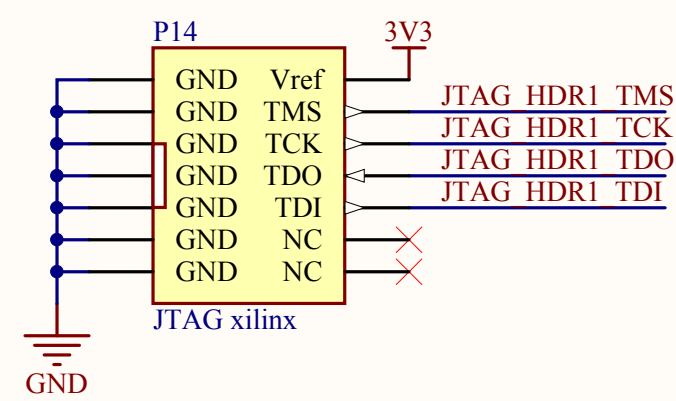 P14 3V3
GND Vref
GND TMS JTAG_HDR1_TMS
GND TCK JTAG_HDR1_TCK
GND TDO JTAG_HDR1_TDO
GND TDI JTAG_HDR1_TDI
GND NC
GND NC
JTAG xilinx
GND